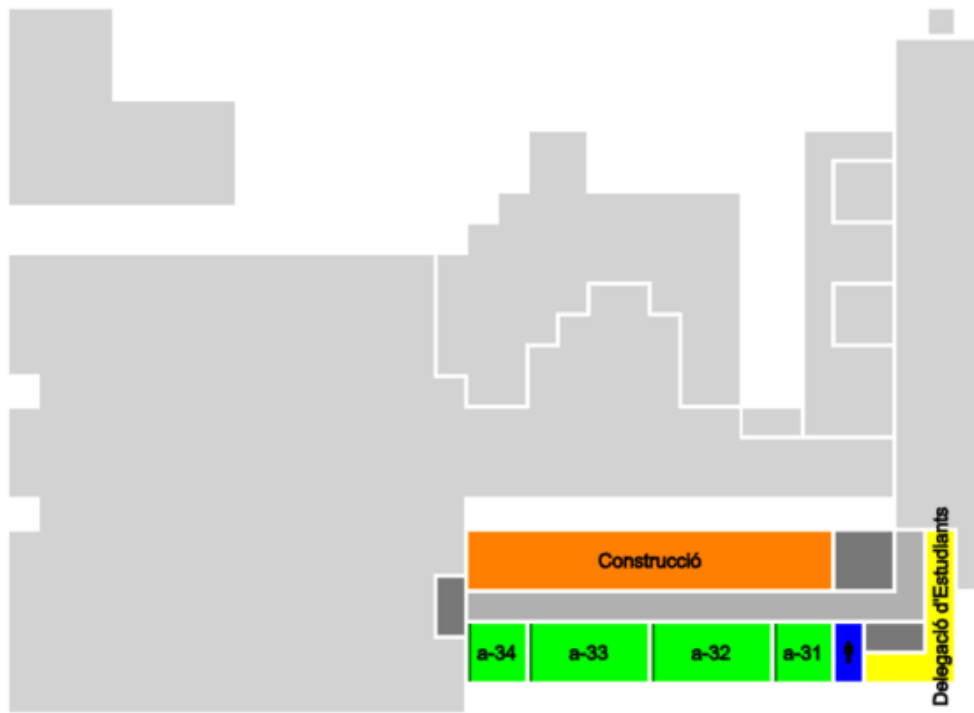 Construcció
Delegació d'Estudiants
a-34
a-33
a-32
a-31